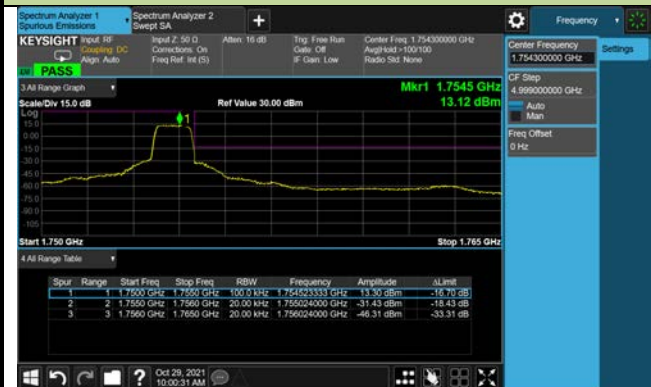 Spectrum Analyzer 1
Spurious Emissions
Spectrum Analyzer 2
Swept SA
+
Frequency
KEYSIGHT
Input: RF
Coupling: DC
Align: Auto
Input Z: 50 Ω
Corrections: On
Freq Ref: Int (S)
Atten: 16 dB
Trig: Free Run
Gate: Off
IF Gain: Low
Center Freq: 1.754300000 GHz
Avg|Hold:>100/100
Radio Std: None
PASS
Center Frequency
1.754300000 GHz
Settings
CF Step
4.999000000 GHz
Auto
Man
Freq Offset
0 Hz
3 All Range Graph
Mkr1 1.7545 GHz
Scale/Div 15.0 dB
Ref Value 30.00 dBm
13.12 dBm
Log
15.0
0.00
-15.0
-30.0
-45.0
-60.0
-75.0
-90.0
-105
1
Start 1.750 GHz
Stop 1.765 GHz
4 All Range Table
Spur Range Start Freq Stop Freq RBW Frequency Amplitude ΔLimit
1 1 1.7500 GHz 1.7550 GHz 100.0 kHz 1.754523333 GHz 13.30 dBm -16.70 dB
2 2 1.7550 GHz 1.7560 GHz 20.00 kHz 1.755024000 GHz -31.43 dBm -18.43 dB
3 3 1.7560 GHz 1.7650 GHz 20.00 kHz 1.756024000 GHz -46.31 dBm -33.31 dB
?
Oct 29, 2021
10:00:31 AM